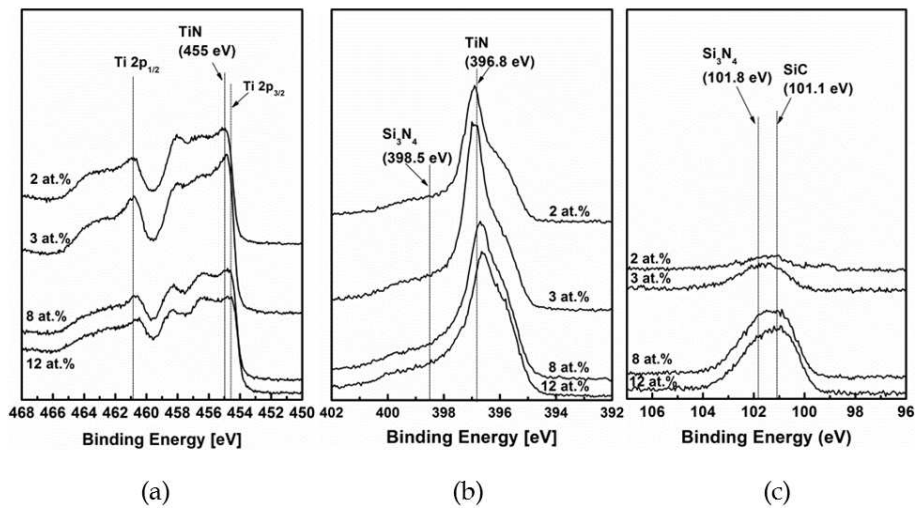 TiN
(455 eV)
Ti 2p1/2
Ti 2p3/2
2 at.%
3 at.%
8 at.%
12 at.%
468 466 464 462 460 458 456 454 452 450
Binding Energy [eV]
(a)
TiN
(396.8 eV)
Si3N4
(398.5 eV)
2 at.%
3 at.%
8 at.%
12 at.%
402 400 398 396 394 392
Binding Energy [eV]
(b)
Si3N4
(101.8 eV)
SiC
(101.1 eV)
2 at.%
3 at.%
8 at.%
12 at.%
106 104 102 100 98 96
Binding Energy (eV)
(c)